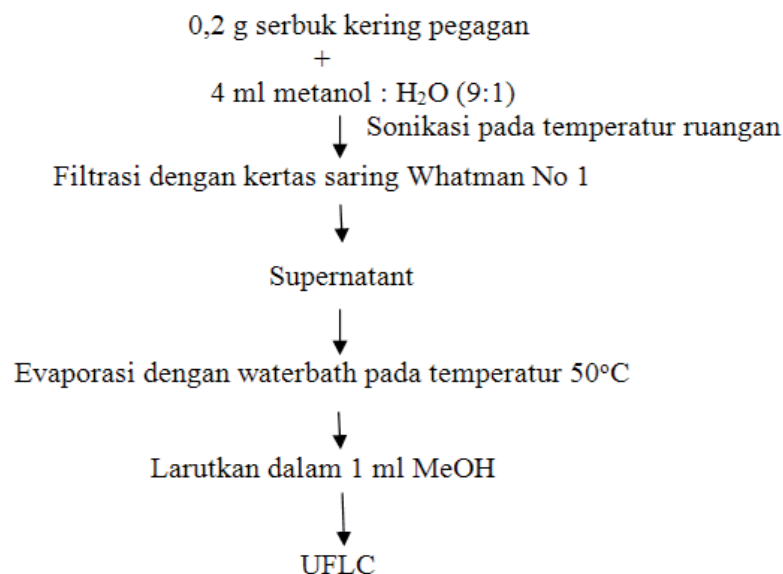 0,2 g serbuk kering pegagan
+
4 ml metanol : H₂O (9:1)
Sonikasi pada temperatur ruangan
Filtrasi dengan kertas saring Whatman No 1
Supernatant
Evaporasi dengan waterbath pada temperatur 50°C
Larutkan dalam 1 ml MeOH
UFLC